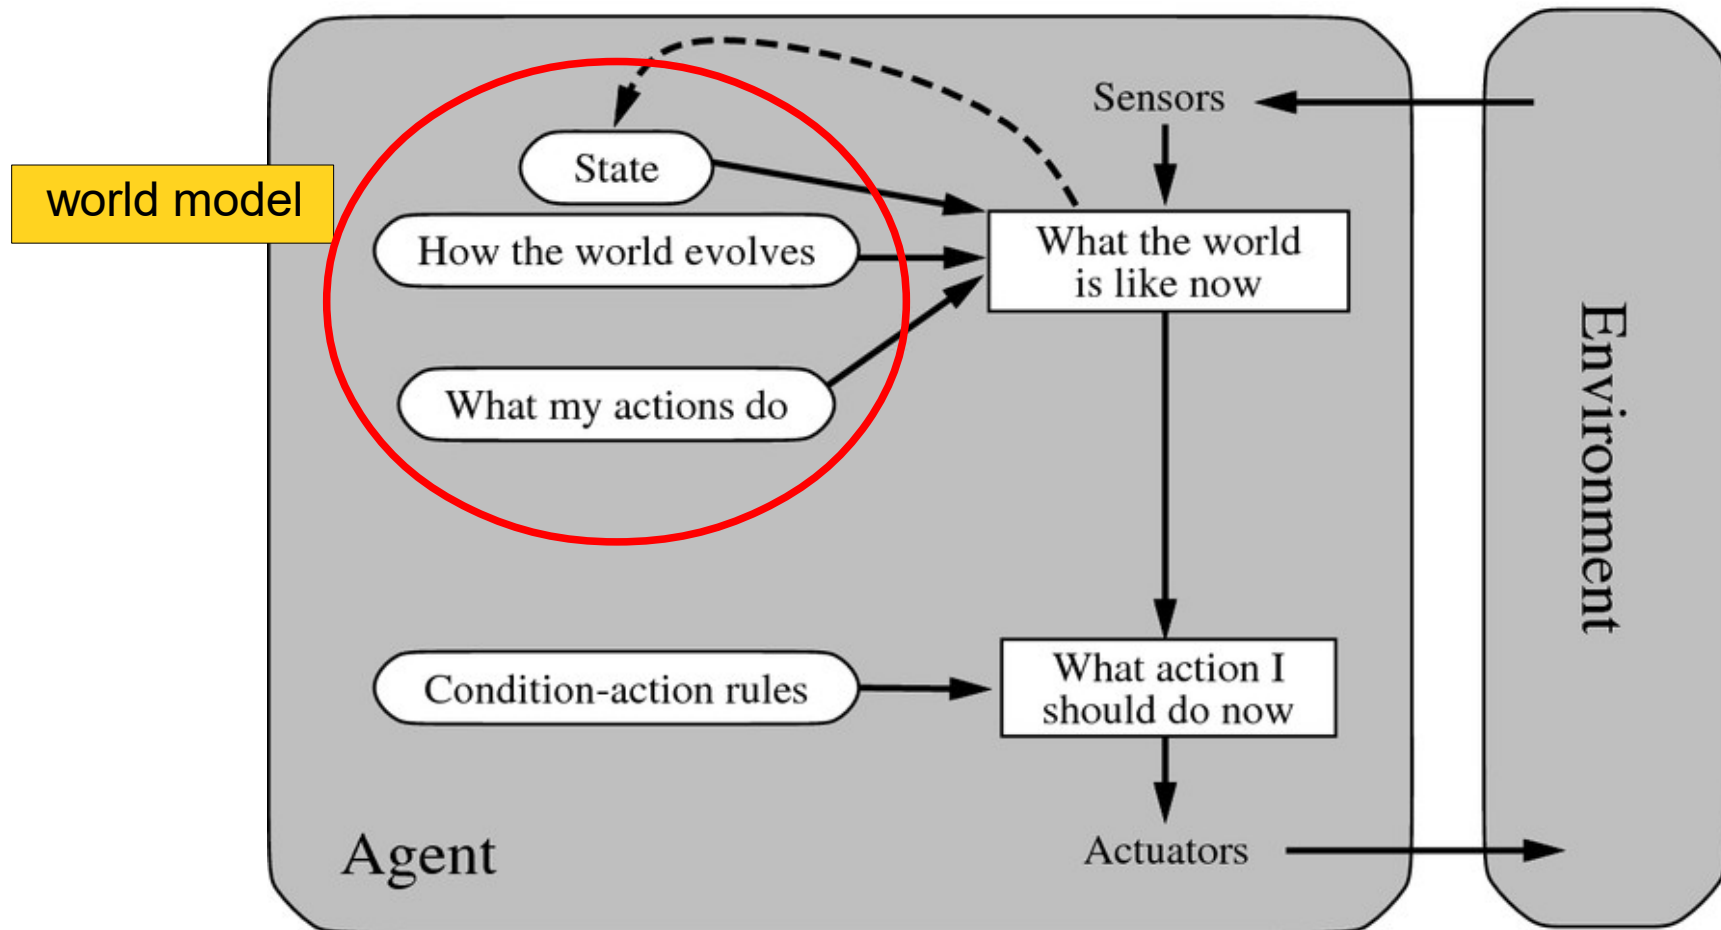 Sensors
State
world model
How the world evolves
What the world
is like now
What my actions do
Environment
Condition-action rules
What action I
should do now
Agent
Actuators